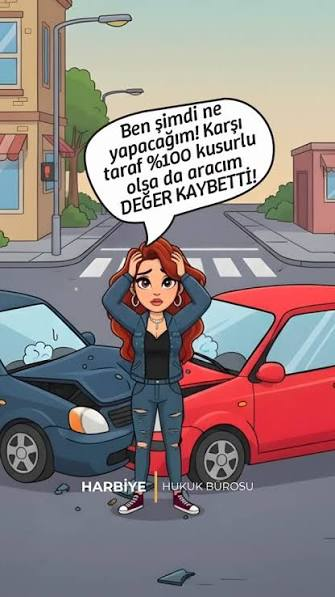 Ben şimdi ne
yapacağım! Karşı
taraf %100 kusurlu
olsa da aracım
DEĞER KAYBETTİ!
HARBİYE | HUKUK BÜROSU